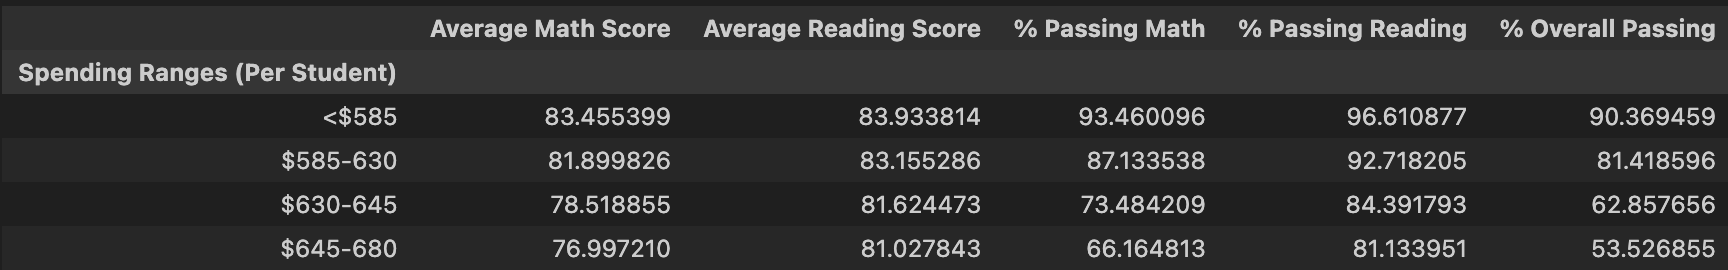 Average Math Score Average Reading Score % Passing Math % Passing Reading % Overall Passing
Spending Ranges (Per Student)
<$585 83.455399 83.933814 93.460096 96.610877 90.369459
$585-630 81.899826 83.155286 87.133538 92.718205 81.418596
$630-645 78.518855 81.624473 73.484209 84.391793 62.857656
$645-680 76.997210 81.027843 66.164813 81.133951 53.526855